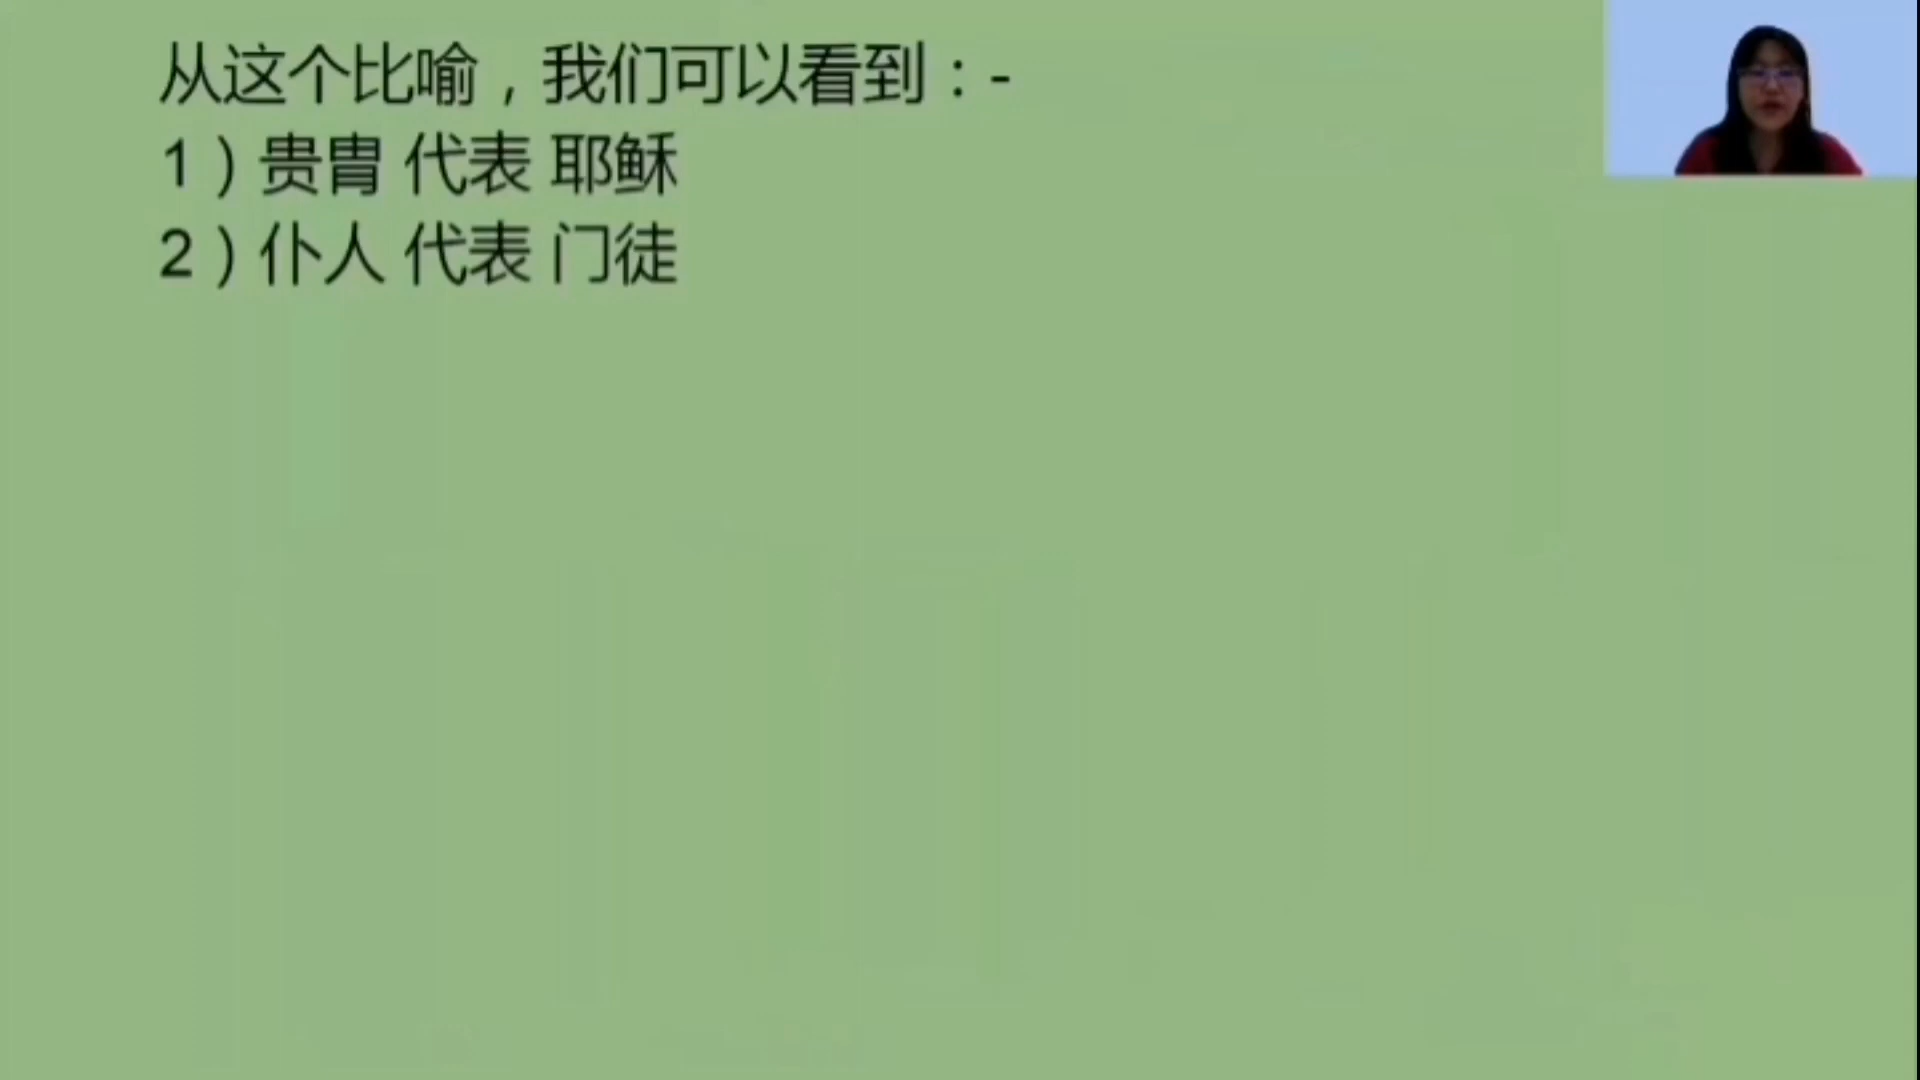 从这个比喻，我们可以看到：-
1）贵胄 代表 耶稣
2）仆人 代表 门徒